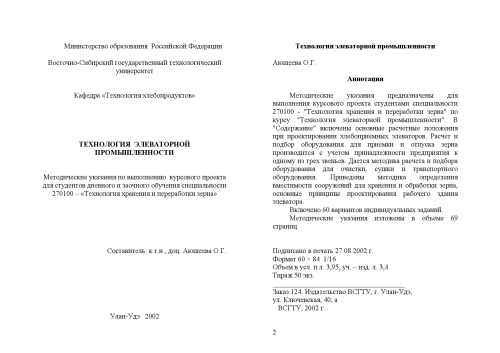 Министерство образования Российской Федерации
Восточно-Сибирский государственный технологический
университет
Кафедра «Технология хлебопродуктов»
ТЕХНОЛОГИЯ ЭЛЕВАТОРНОЙ
ПРОМЫШЛЕННОСТИ
Методические указания по выполнению курсового проекта
для студентов дневного и заочного обучения специальности
270100 – «Технология хранения и переработки зерна»
Составитель: к.т.н., доц. Аюшеева О.Г.
Улан-Удэ 2002
Технология элеваторной промышленности
Аюшеева О.Г.
Аннотация
Методические указания предназначены для
выполнения курсового проекта студентами специальности
270100 - "Технология хранения и переработки зерна" по
курсу "Технология элеваторной промышленности". В
"Содержание" включены основные расчетные положения
при проектировании хлебоприемных элеваторов. Расчет и
подбор оборудования для приемки и отпуска зерна
производится с учетом принадлежности предприятия к
одному из трех звеньев. Дается методика расчета и подбора
оборудования для очистки, сушки и транспортного
оборудования. Приведены методика определения
вместимости сооружений для хранения и обработки зерна,
основные принципы проектирования рабочего здания
элеватора.
Включено 60 вариантов индивидуальных заданий.
Методические указания изложены в объеме 69
страниц
Подписано в печать 27.08.2002 г.
Формат 60 × 84 1/16
Объем в усл. п.л. 3,95, уч. – изд. л. 3,4
Тираж 50 экз.
Заказ 124. Издательство ВСГТУ, г. Улан-Удэ,
ул. Ключевская, 40, а
ВСГТУ, 2002 г.
2